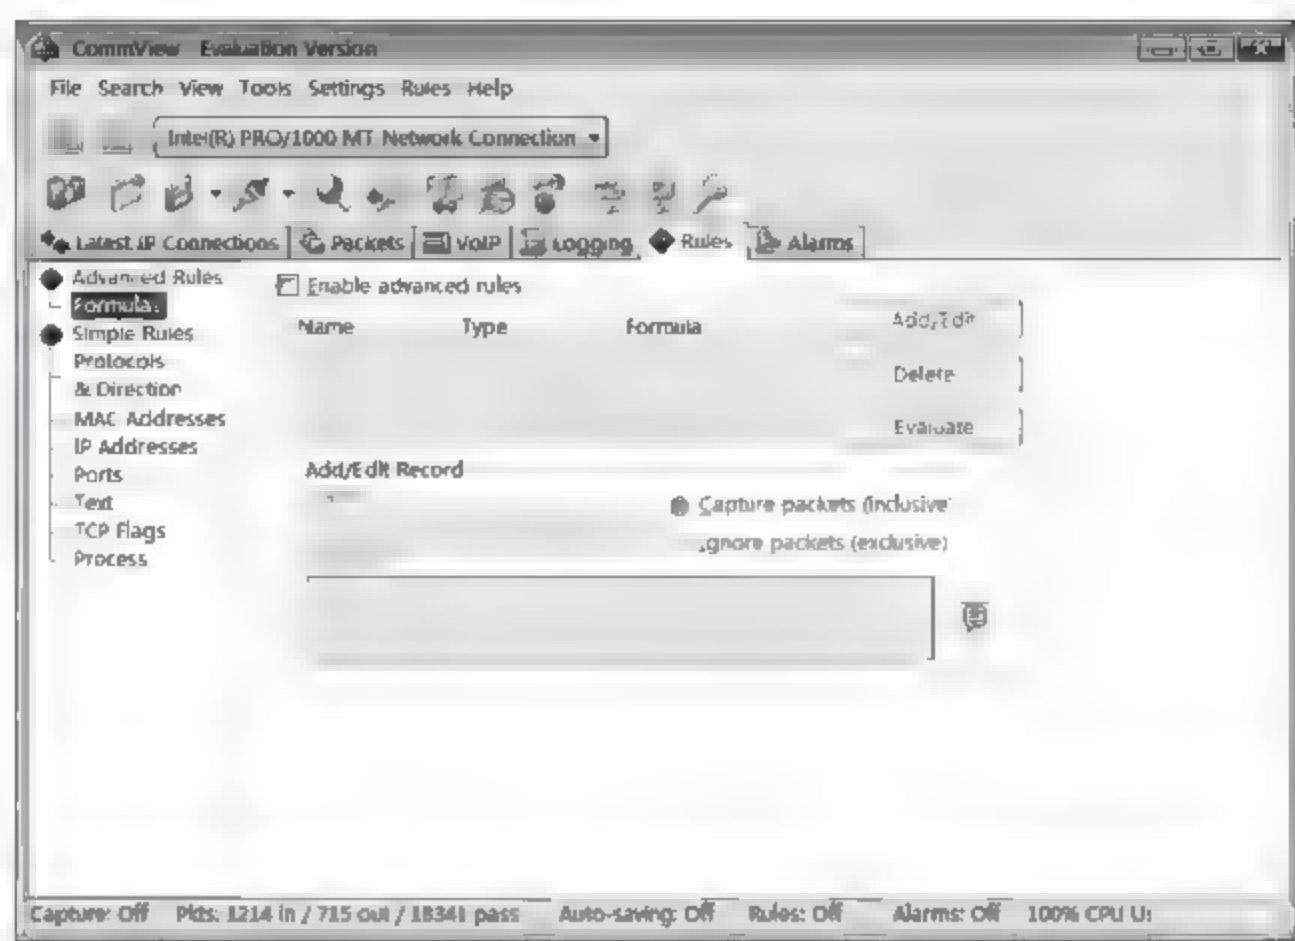 CommView Evaluation Version
File Search View Tools Settings Rules Help
Intel(R) PRO/1000 MT Network Connection
Latest IP Connections Packets VoIP Logging Rules Alarms
Advanced Rules
Formulas
Simple Rules
Protocols
& Direction
MAC Addresses
IP Addresses
Ports
Text
TCP Flags
Process
Enable advanced rules
Name Type Formula
Add/Edit
Delete
Evaluate
Add/Edit Record
Capture packets (inclusive)
Ignore packets (exclusive)
Capture: Off Pkts: 1214 in / 715 out / 18341 pass Auto-saving: Off Rules: Off Alarms: Off 100% CPU U